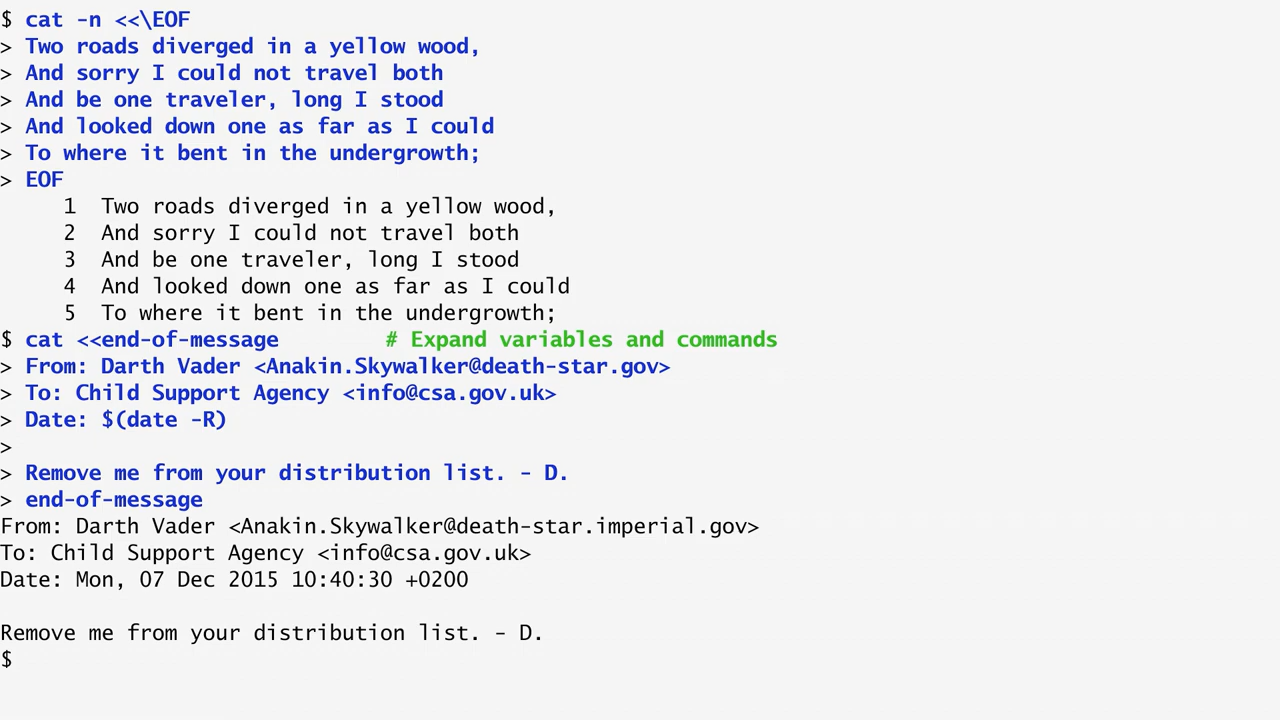 $ cat -n <<\EOF
> Two roads diverged in a yellow wood,
> And sorry I could not travel both
> And be one traveler, long I stood
> And looked down one as far as I could
> To where it bent in the undergrowth;
> EOF
     1  Two roads diverged in a yellow wood,
     2  And sorry I could not travel both
     3  And be one traveler, long I stood
     4  And looked down one as far as I could
     5  To where it bent in the undergrowth;
$ cat <<end-of-message        # Expand variables and commands
> From: Darth Vader <Anakin.Skywalker@death-star.gov>
> To: Child Support Agency <info@csa.gov.uk>
> Date: $(date -R)
>
> Remove me from your distribution list. - D.
> end-of-message
From: Darth Vader <Anakin.Skywalker@death-star.imperial.gov>
To: Child Support Agency <info@csa.gov.uk>
Date: Mon, 07 Dec 2015 10:40:30 +0200

Remove me from your distribution list. - D.
$